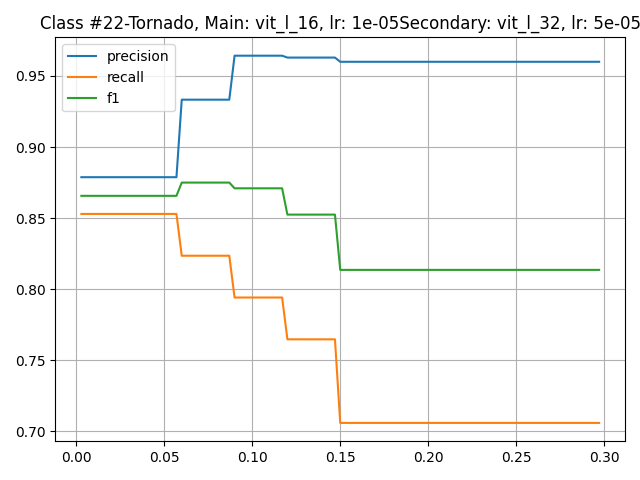 Class #22-Tornado, Main: vit_l_16, lr: 1e-05Secondary: vit_l_32, lr: 5e-05
precision
recall
f1
0.95
0.90
0.85
0.80
0.75
0.70
0.00 0.05 0.10 0.15 0.20 0.25 0.30